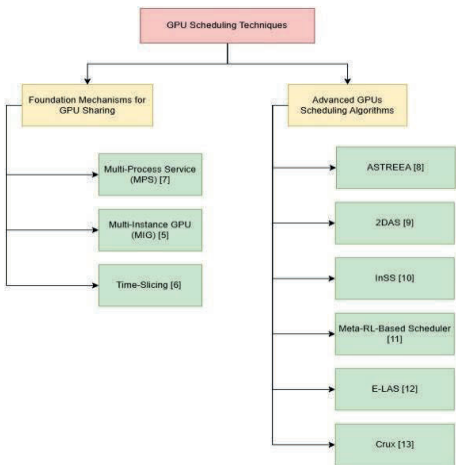 GPU Scheduling Techniques
Foundation Mechanisms for
GPU Sharing
Multi-Process Service
(MPS) [7]
Multi-Instance GPU
(MIG) [5]
Time-Slicing [6]
Advanced GPUs
Scheduling Algorithms
ASTREEA [8]
2DAS [9]
InSS [10]
Meta-RL-Based Scheduler
[11]
E-LAS [12]
Crux [13]